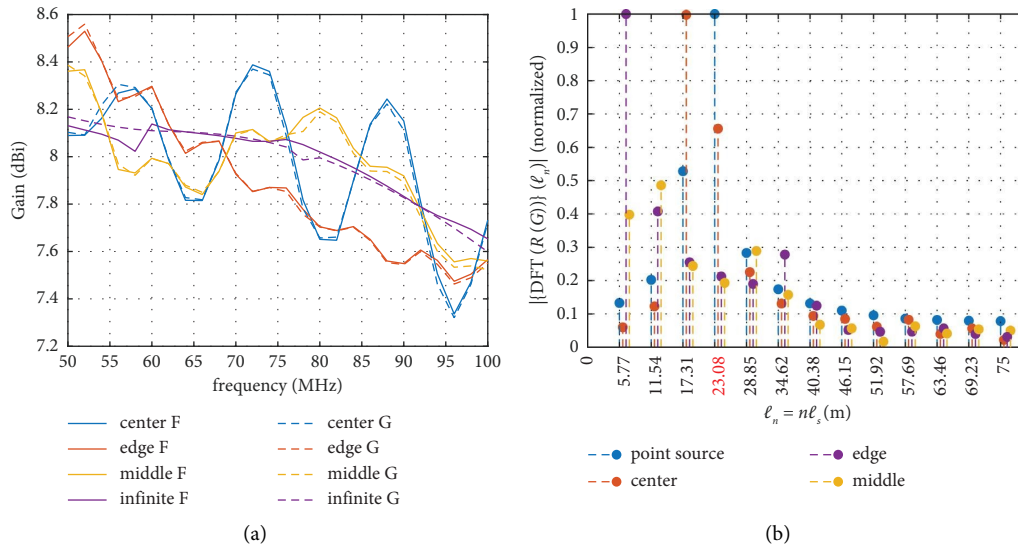 8.6
8.4
8.2
8
7.8
7.6
7.4
7.2
Gain (dBi)
50 55 60 65 70 75 80 85 90 95 100
frequency (MHz)
center F
edge F
middle F
infinite F
center G
edge G
middle G
infinite G
(a)
1
0.9
0.8
0.7
0.6
0.5
0.4
0.3
0.2
0.1
0
|{DFT (R (G))} (ℓn)| (normalized)
0 5.77 11.54 17.31 23.08 28.85 34.62 40.38 46.15 51.92 57.69 63.46 69.23 75
ℓn = nℓs (m)
point source
center
edge
middle
(b)